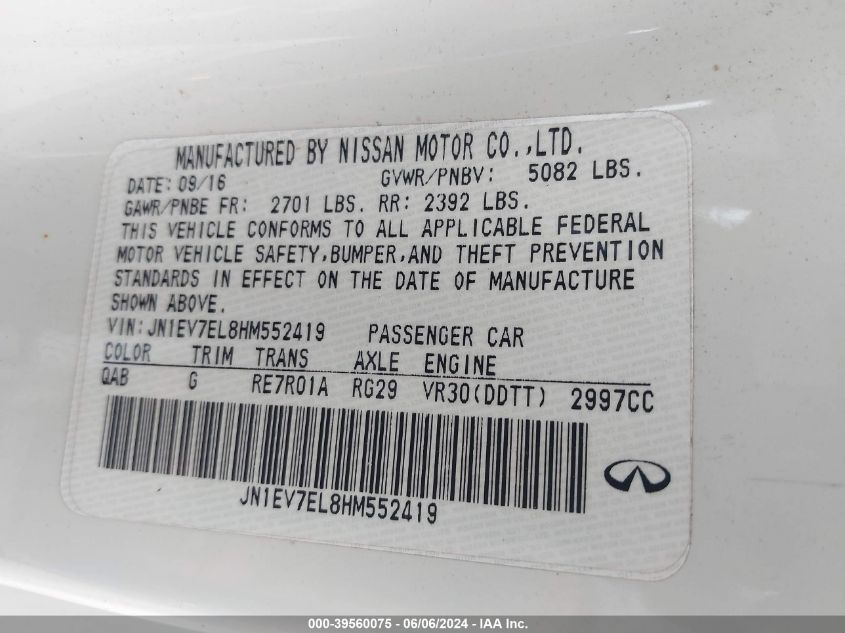 MANUFACTURED BY NISSAN MOTOR CO.,LTD.
DATE: 09/16 GVWR/PNBV: 5082 LBS.
GAWR/PNBE FR: 2701 LBS. RR: 2392 LBS.
THIS VEHICLE CONFORMS TO ALL APPLICABLE FEDERAL
MOTOR VEHICLE SAFETY,BUMPER,AND THEFT PREVENTION
STANDARDS IN EFFECT ON THE DATE OF MANUFACTURE
SHOWN ABOVE.
VIN: JN1EV7EL8HM552419 PASSENGER CAR
COLOR TRIM TRANS AXLE ENGINE
QAB G RE7R01A RG29 VR30(DDTT) 2997CC
JN1EV7EL8HM552419
000-39560075 - 06/06/2024 - IAA Inc.